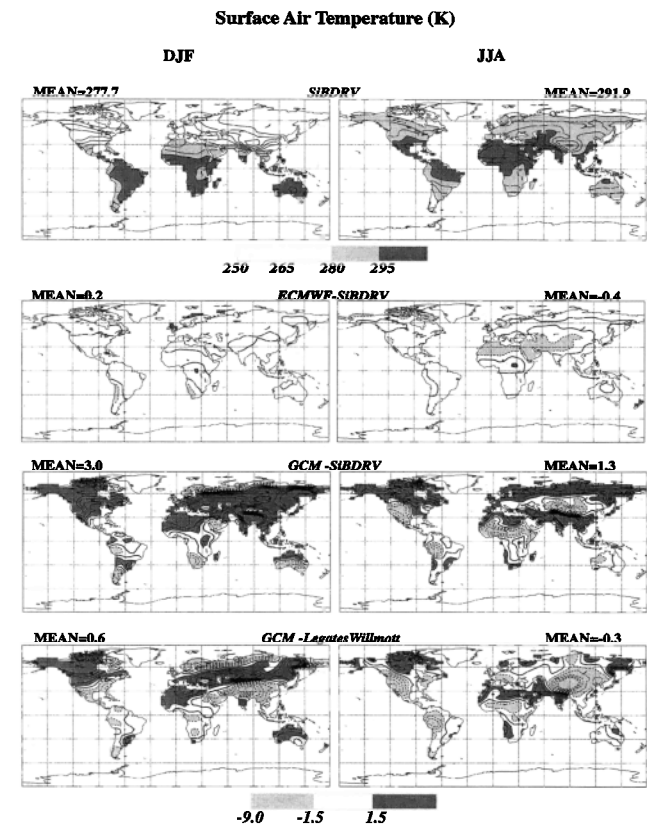 Surface Air Temperature (K)
DJF JJA
MEAN=277.7 SiBDRV MEAN=291.9
250 265 280 295
MEAN=0.2 ECMWF-SiBDRV MEAN=-0.4
MEAN=3.0 GCM -SiBDRV MEAN=1.3
MEAN=0.6 GCM -LegatesWillmott MEAN=-0.3
-9.0 -1.5 1.5